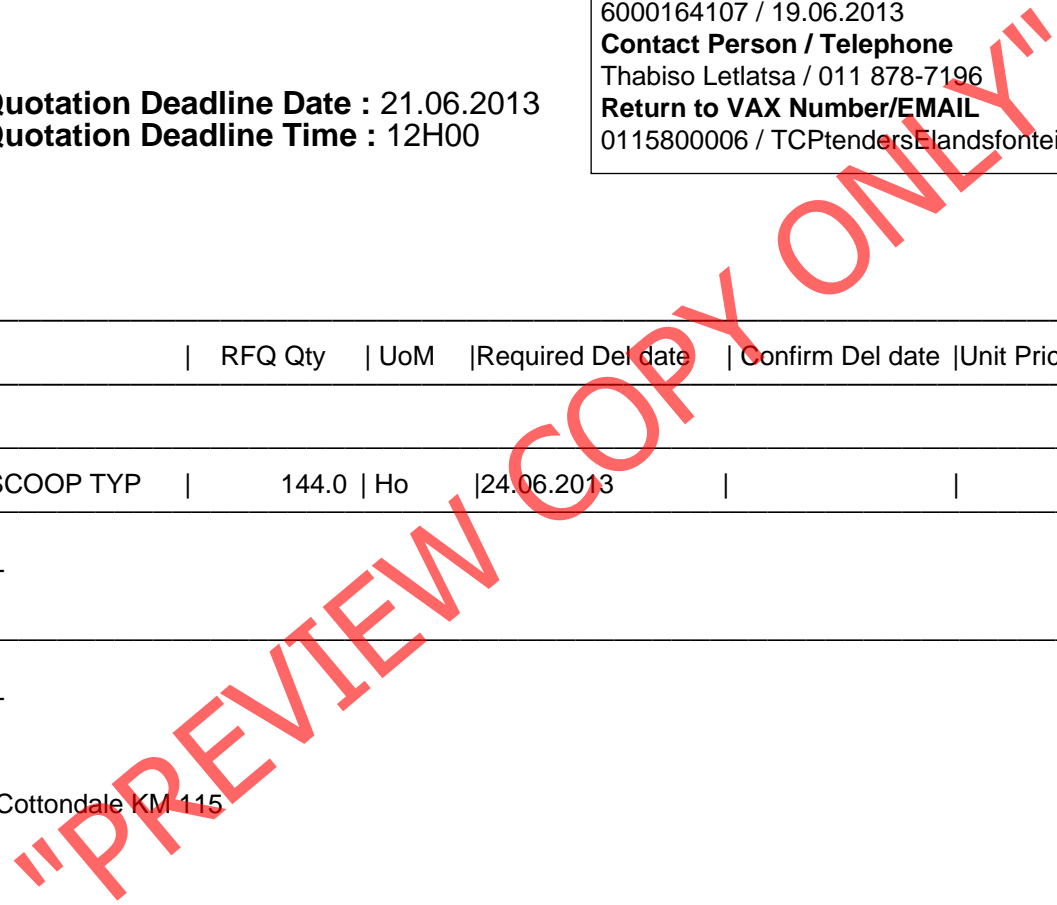 6000164107 / 19.06.2013
Contact Person / Telephone
Thabiso Letlatsa / 011 878-7196
Return to VAX Number/EMAIL
0115800006 / TCPtendersElandsfontei
Quotation Deadline Date : 21.06.2013
Quotation Deadline Time : 12H00
| RFQ Qty | UoM |Required Del date | Confirm Del date |Unit Pric
SCOOP TYP | 144.0 | Ho |24.06.2013 | |
-
-
Cottondale KM 115
"PREVIEW COPY ONLY"